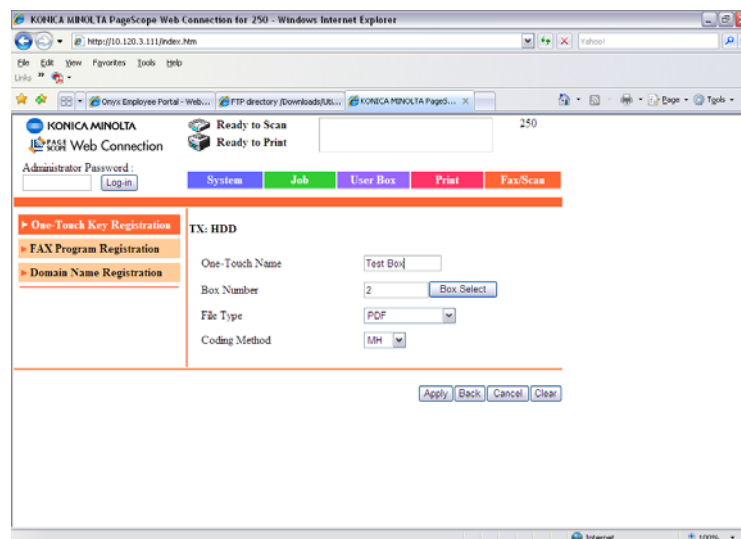 KONICA MINOLTA PageScope Web Connection for 250 - Windows Internet Explorer
http://10.120.3.111/index.htm
Yahoo!
File Edit View Favorites Tools Help
Links »
Onyx Employee Portal - Web... FTP directory /Downloads/Uti... KONICA MINOLTA PageS... X
Page Tools
KONICA MINOLTA
PAGE SCOPE Web Connection
Ready to Scan
Ready to Print
250
Administrator Password :
Log-in
System Job User Box Print Fax/Scan
One-Touch Key Registration
FAX Program Registration
Domain Name Registration
TX: HDD
One-Touch Name Test Box
Box Number 2 Box Select
File Type PDF
Coding Method MH
Apply Back Cancel Clear
Internet 100%